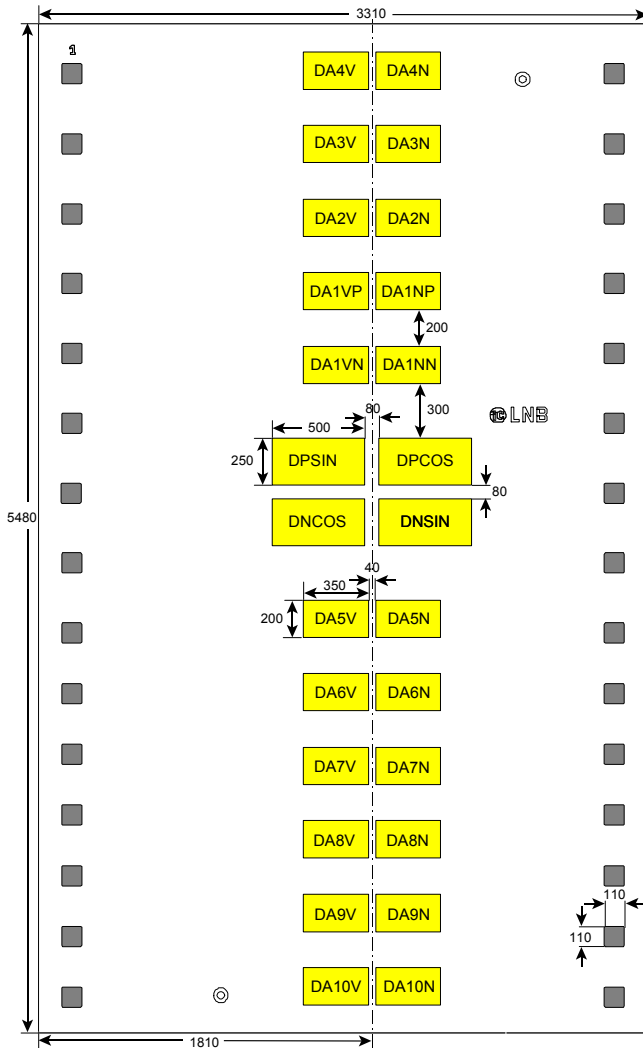 3310
1
DA4V DA4N
DA3V DA3N
DA2V DA2N
DA1VP DA1NP
200
DA1VN DA1NN
80 300
LNB
500
250 DPSIN DPCOS
80
5480
DNCOS DNSIN
40
350
200 DA5V DA5N
DA6V DA6N
DA7V DA7N
DA8V DA8N
110
DA9V DA9N
110
DA10V DA10N
1810